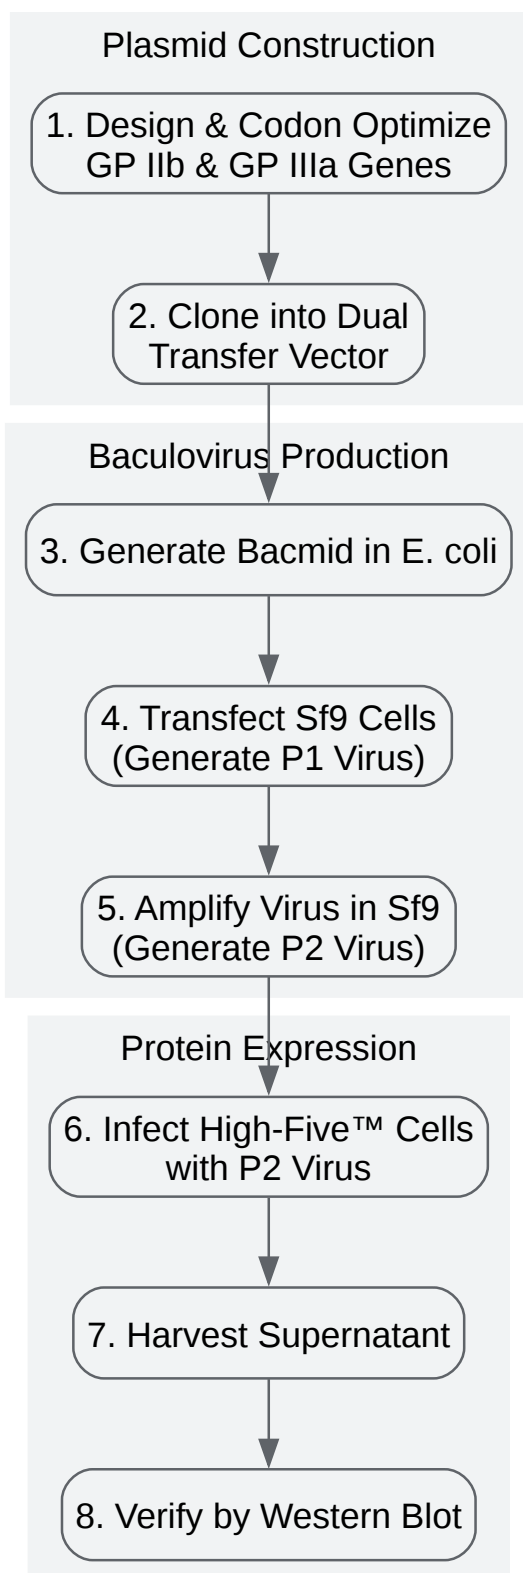 Plasmid Construction
1. Design & Codon Optimize
GP IIb & GP IIIa Genes
2. Clone into Dual
Transfer Vector
Baculovirus Production
3. Generate Bacmid in E. coli
4. Transfect Sf9 Cells
(Generate P1 Virus)
5. Amplify Virus in Sf9
(Generate P2 Virus)
Protein Expression
6. Infect High-Five™ Cells
with P2 Virus
7. Harvest Supernatant
8. Verify by Western Blot